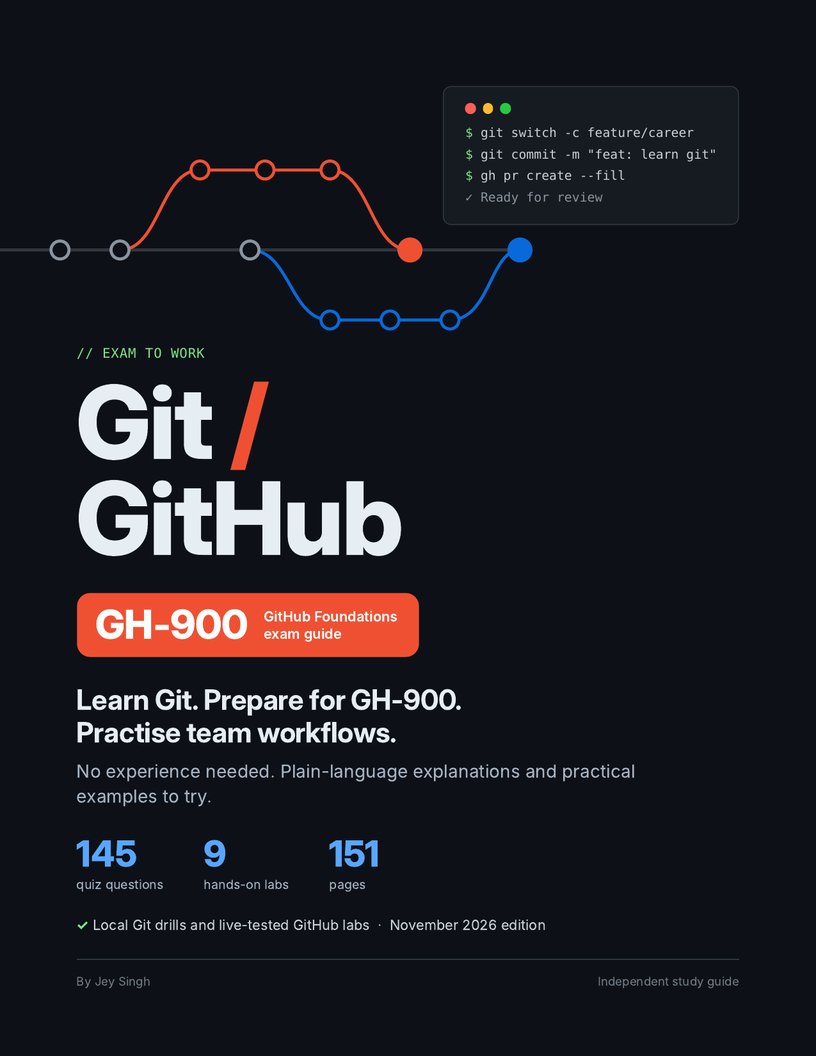 $ git switch -c feature/career
$ git commit -m "feat: learn git"
$ gh pr create --fill
✓ Ready for review
// EXAM TO WORK
Git /
GitHub
GH-900
GitHub Foundations
exam guide
Learn Git. Prepare for GH-900.
Practise team workflows.
No experience needed. Plain-language explanations and practical
examples to try.
145 9 151
quiz questions hands-on labs pages
✓ Local Git drills and live-tested GitHub labs · November 2026 edition
By Jey Singh Independent study guide